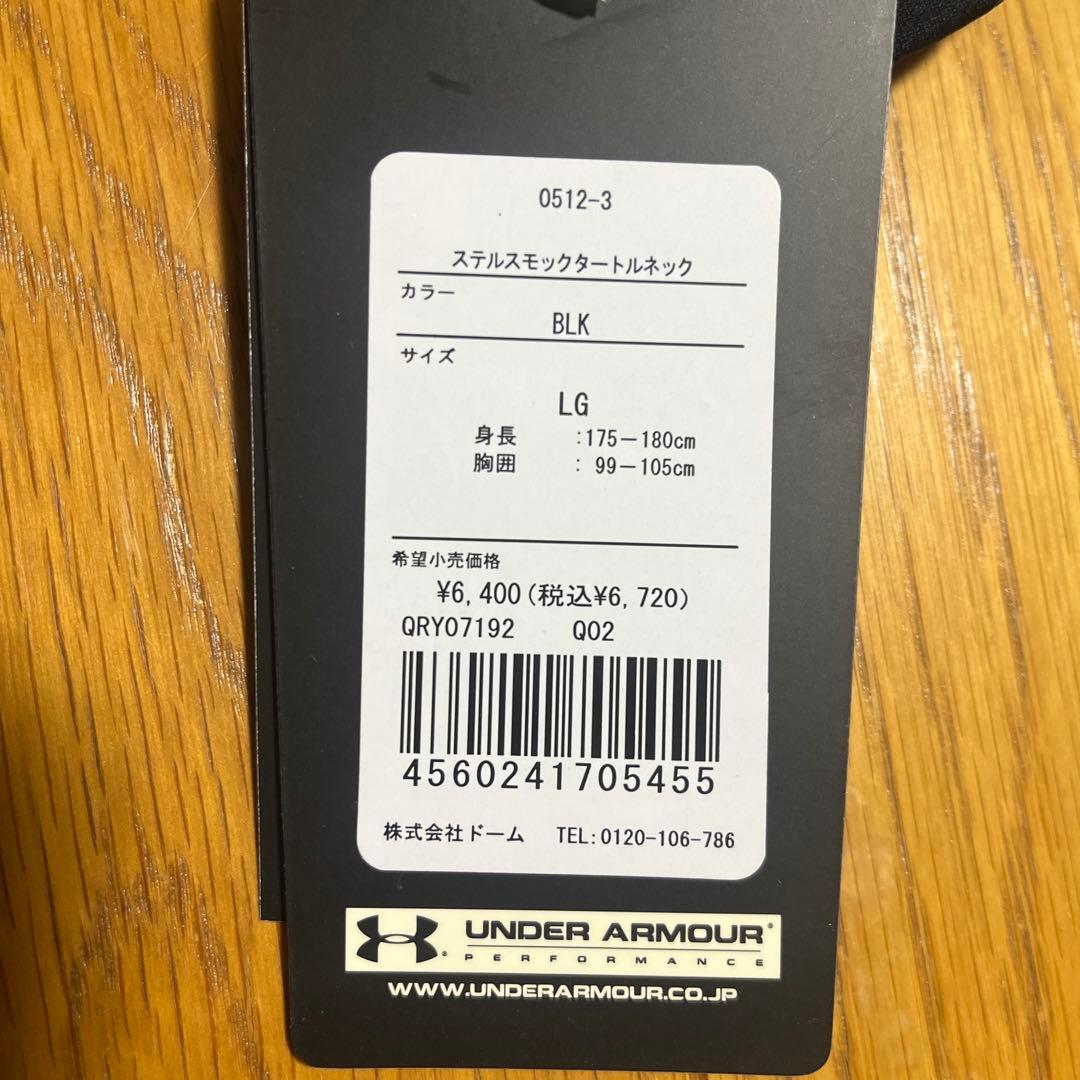 0512-3
ステルスモックタートルネック
カラー
BLK
サイズ
LG
身長 :175-180cm
胸囲 : 99-105cm
希望小売価格
¥6,400(税込¥6,720)
QRY07192 Q02
4560241705455
株式会社ドーム TEL:0120-106-786
UNDER ARMOUR®
PERFORMANCE
WWW.UNDERARMOUR.CO.JP